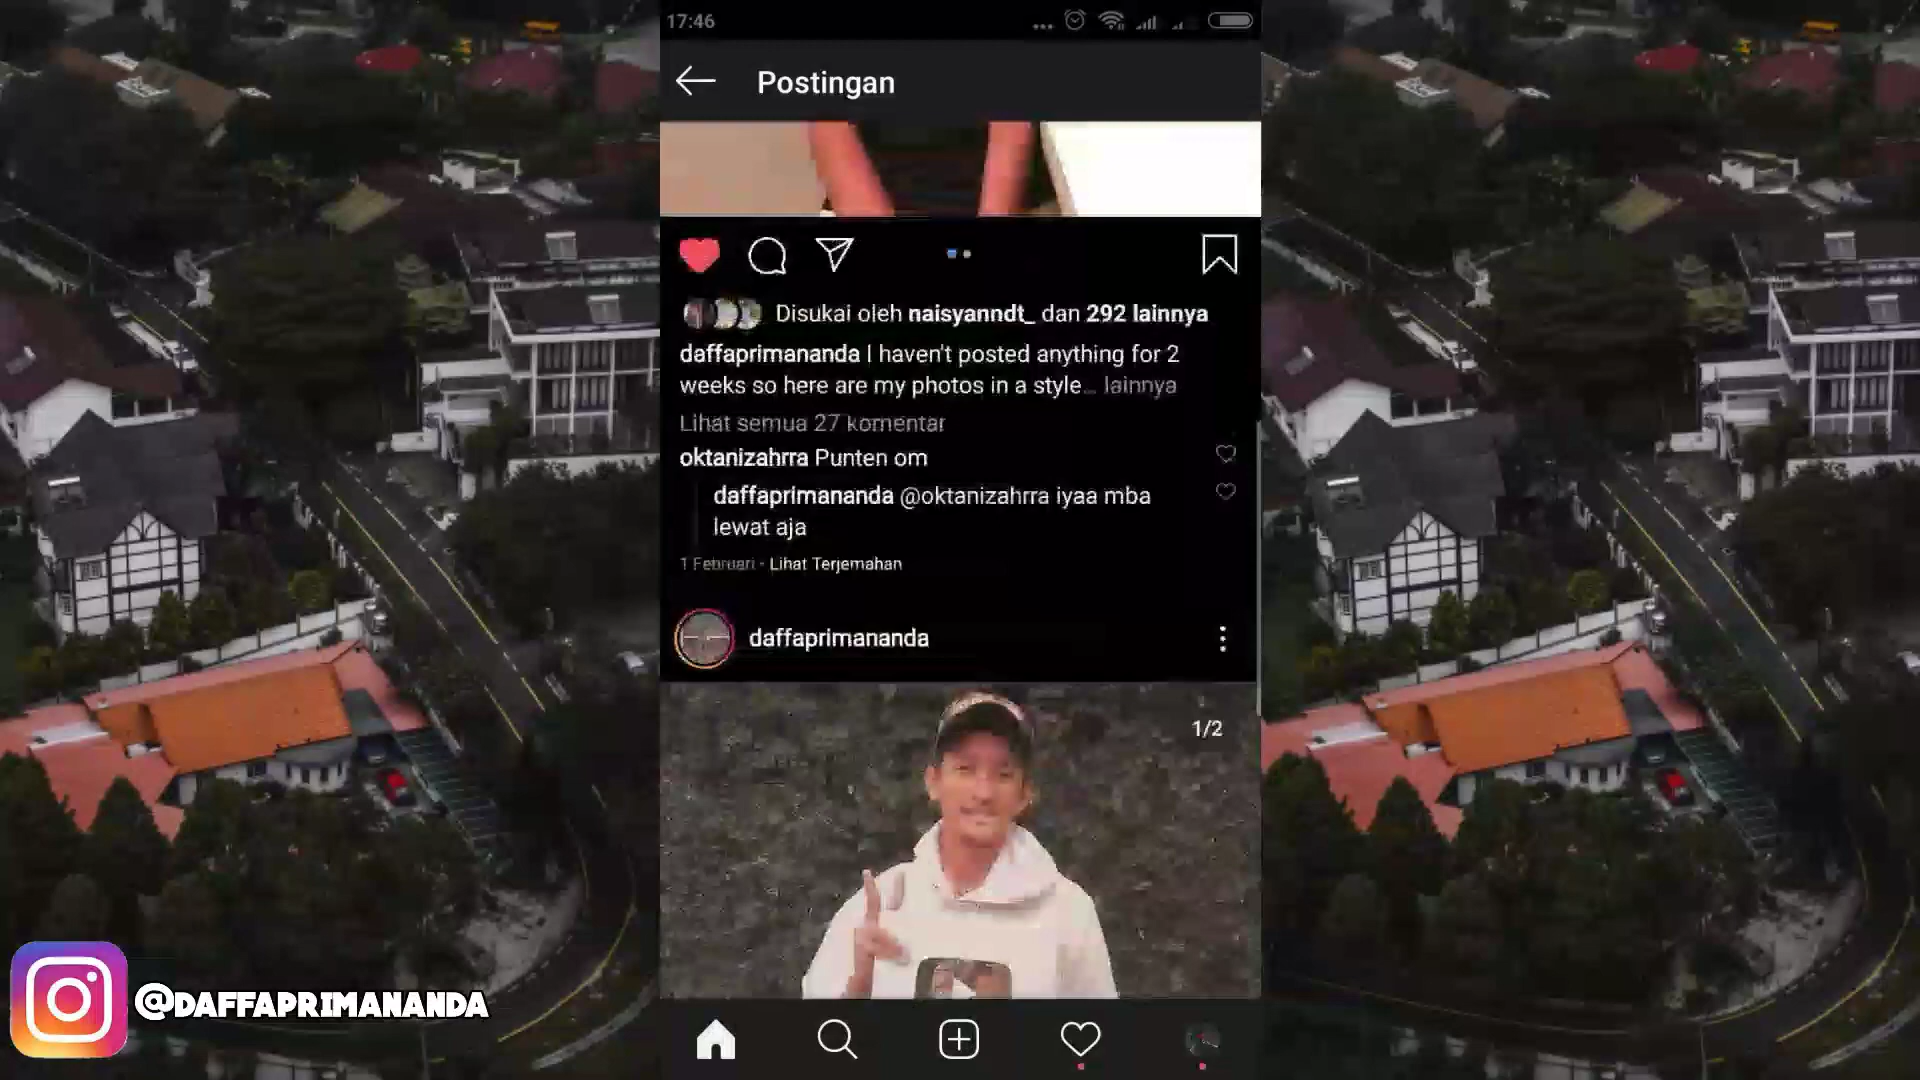 17:46
Postingan
Disukai oleh naisyanndt_ dan 292 lainnya
daffaprimananda I haven't posted anything for 2
weeks so here are my photos in a style... lainnya
Lihat semua 27 komentar
oktanizahrra Punten om
daffaprimananda @oktanizahrra iyaa mba
lewat aja
1 Februari · Lihat Terjemahan
daffaprimananda
1/2
@DAFFAPRIMANANDA